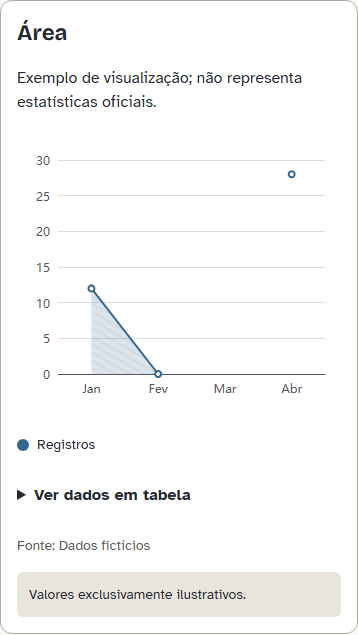 Área
Exemplo de visualização; não representa
estatísticas oficiais.
30
25
20
15
10
5
0
Jan Fev Mar Abr
Registros
Ver dados em tabela
Fonte: Dados fictícios
Valores exclusivamente ilustrativos.